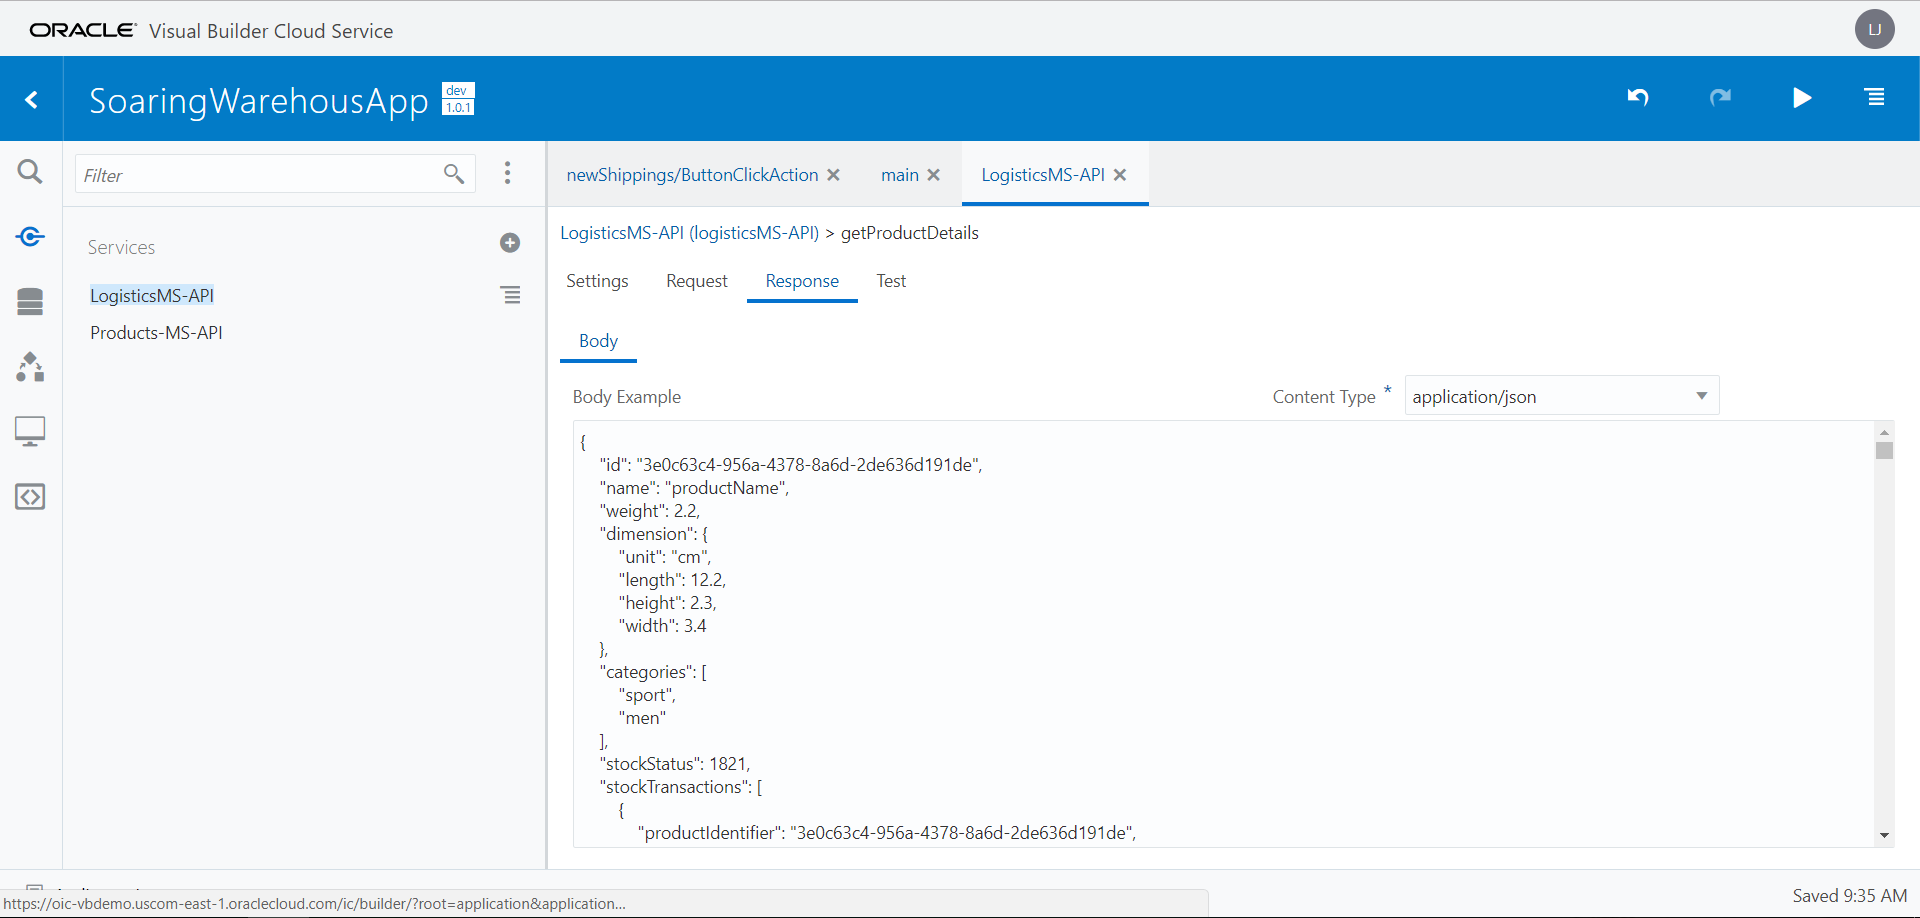 ORACLE Visual Builder Cloud Service
IJ
SoaringWarehousApp
dev
1.0.1
Filter
newShippings/ButtonClickAction
main
LogisticsMS-API
Services
LogisticsMS-API
Products-MS-API
LogisticsMS-API (logisticsMS-API) > getProductDetails
Settings
Request
Response
Test
Body
Body Example
Content Type *
application/json
{
"id": "3e0c63c4-956a-4378-8a6d-2de636d191de",
"name": "productName",
"weight": 2.2,
"dimension": {
"unit": "cm",
"length": 12.2,
"height": 2.3,
"width": 3.4
},
"categories": [
"sport",
"men"
],
"stockStatus": 1821,
"stockTransactions": [
{
"productIdentifier": "3e0c63c4-956a-4378-8a6d-2de636d191de",
https://oic-vbdemo.uscom-east-1.oraclecloud.com/ic/builder/?root=application&application...
Saved 9:35 AM